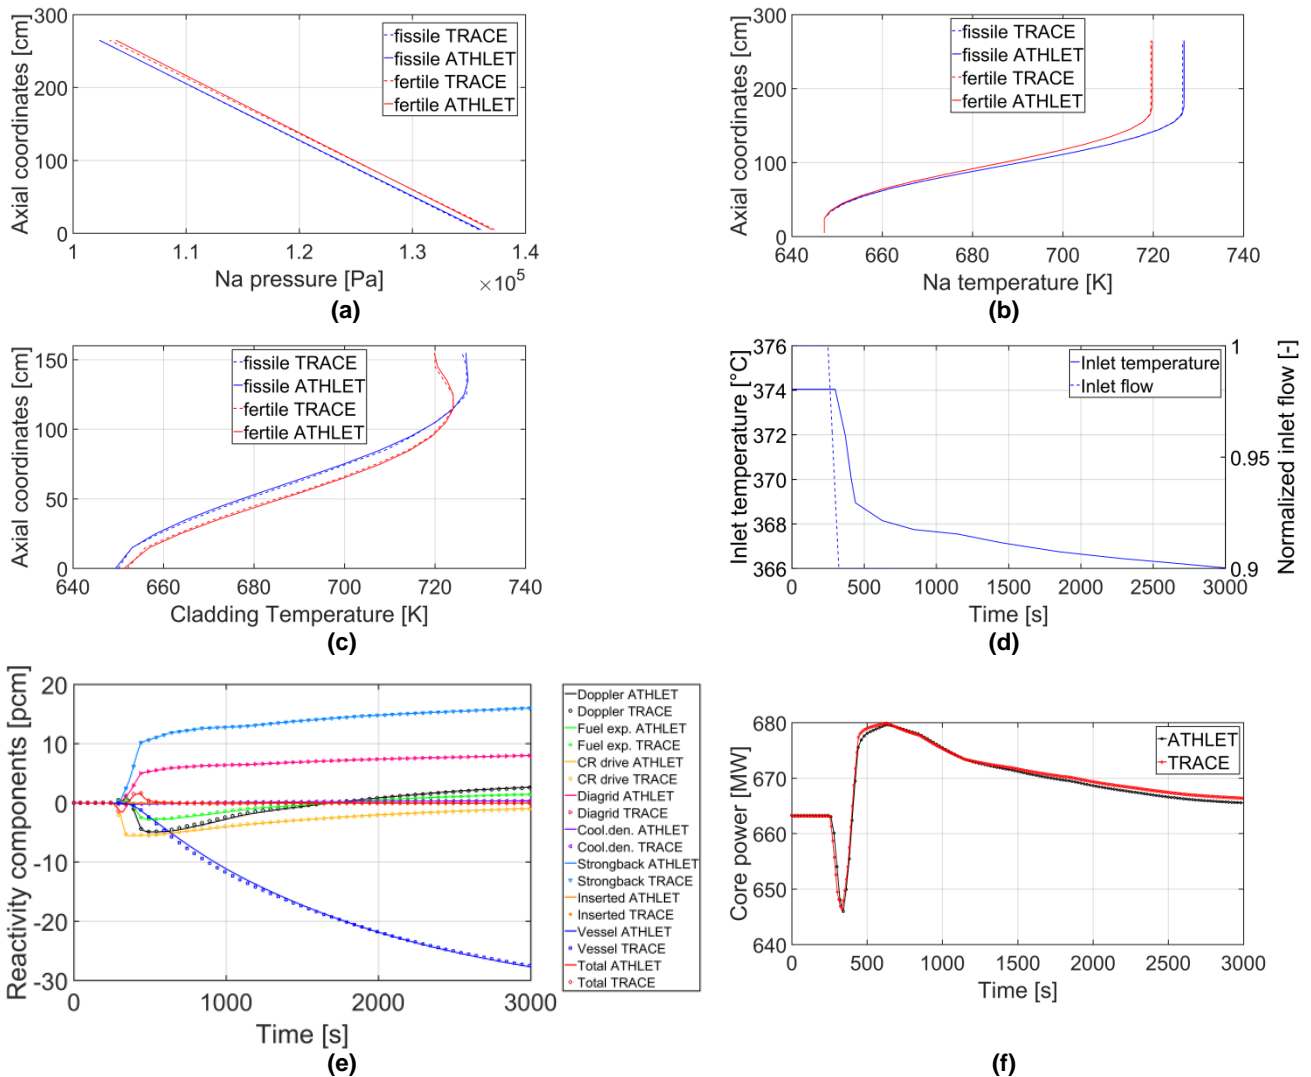 300
200
100
0
Axial coordinates [cm]
fissile TRACE
fissile ATHLET
fertile TRACE
fertile ATHLET
1 1.1 1.2 1.3 1.4
×10⁵
Na pressure [Pa]
(a)
300
200
100
0
Axial coordinates [cm]
fissile TRACE
fissile ATHLET
fertile TRACE
fertile ATHLET
640 660 680 700 720 740
Na temperature [K]
(b)
150
100
50
0
Axial coordinates [cm]
fissile TRACE
fissile ATHLET
fertile TRACE
fertile ATHLET
640 660 680 700 720 740
Cladding Temperature [K]
(c)
376
374
372
370
368
366
Inlet temperature [°C]
Inlet temperature
Inlet flow
1
0.95
0.9
Normalized inlet flow [-]
0 500 1000 1500 2000 2500 3000
Time [s]
(d)
20
10
0
-10
-20
-30
Reactivity components [pcm]
0 1000 2000 3000
Time [s]
Doppler ATHLET
Doppler TRACE
Fuel exp. ATHLET
Fuel exp. TRACE
CR drive ATHLET
CR drive TRACE
Diagrid ATHLET
Diagrid TRACE
Cool.den. ATHLET
Cool.den. TRACE
Strongback ATHLET
Strongback TRACE
Inserted ATHLET
Inserted TRACE
Vessel ATHLET
Vessel TRACE
Total ATHLET
Total TRACE
(e)
680
670
660
650
640
Core power [MW]
ATHLET
TRACE
0 500 1000 1500 2000 2500 3000
Time [s]
(f)